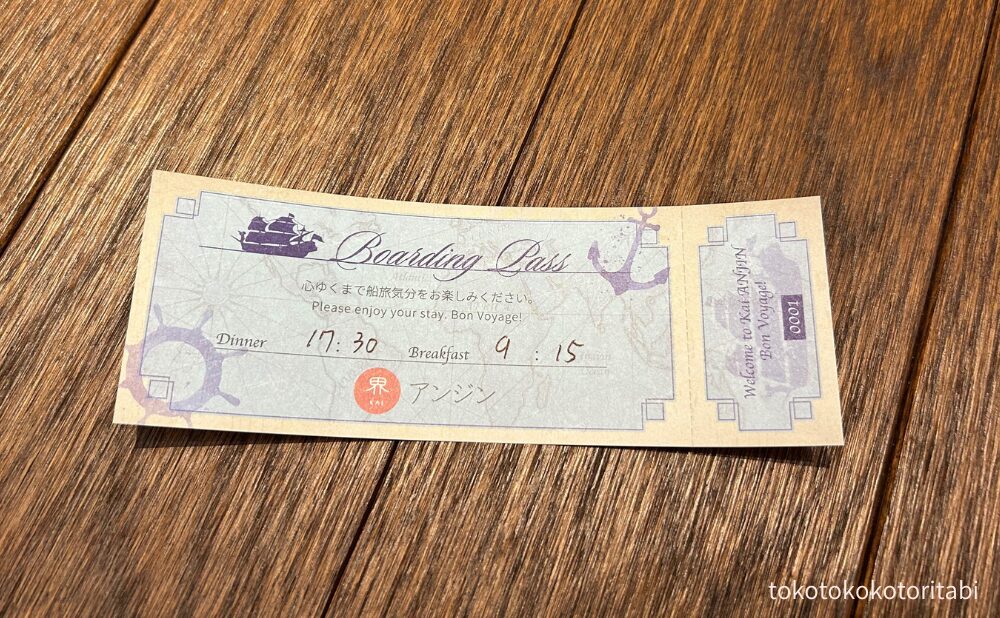 Boarding Pass
心ゆくまで船旅気分をお楽しみください。
Please enjoy your stay. Bon Voyage!
Dinner 17:30 Breakfast 9:15
界 アンジン
KAI
Welcome to Kai ANJIN
Bon Voyage!
0001
tokotokokotoritabi